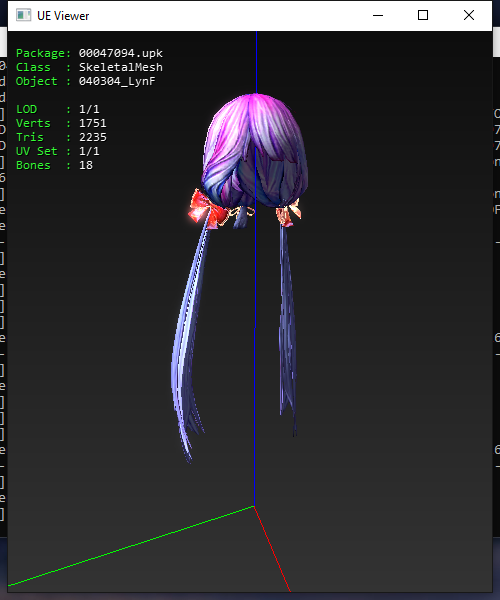 UE Viewer
Package: 00047094.upk
Class : SkeletalMesh
Object : 040304_LynF
LOD : 1/1
Verts : 1751
Tris : 2235
UV Set : 1/1
Bones : 18